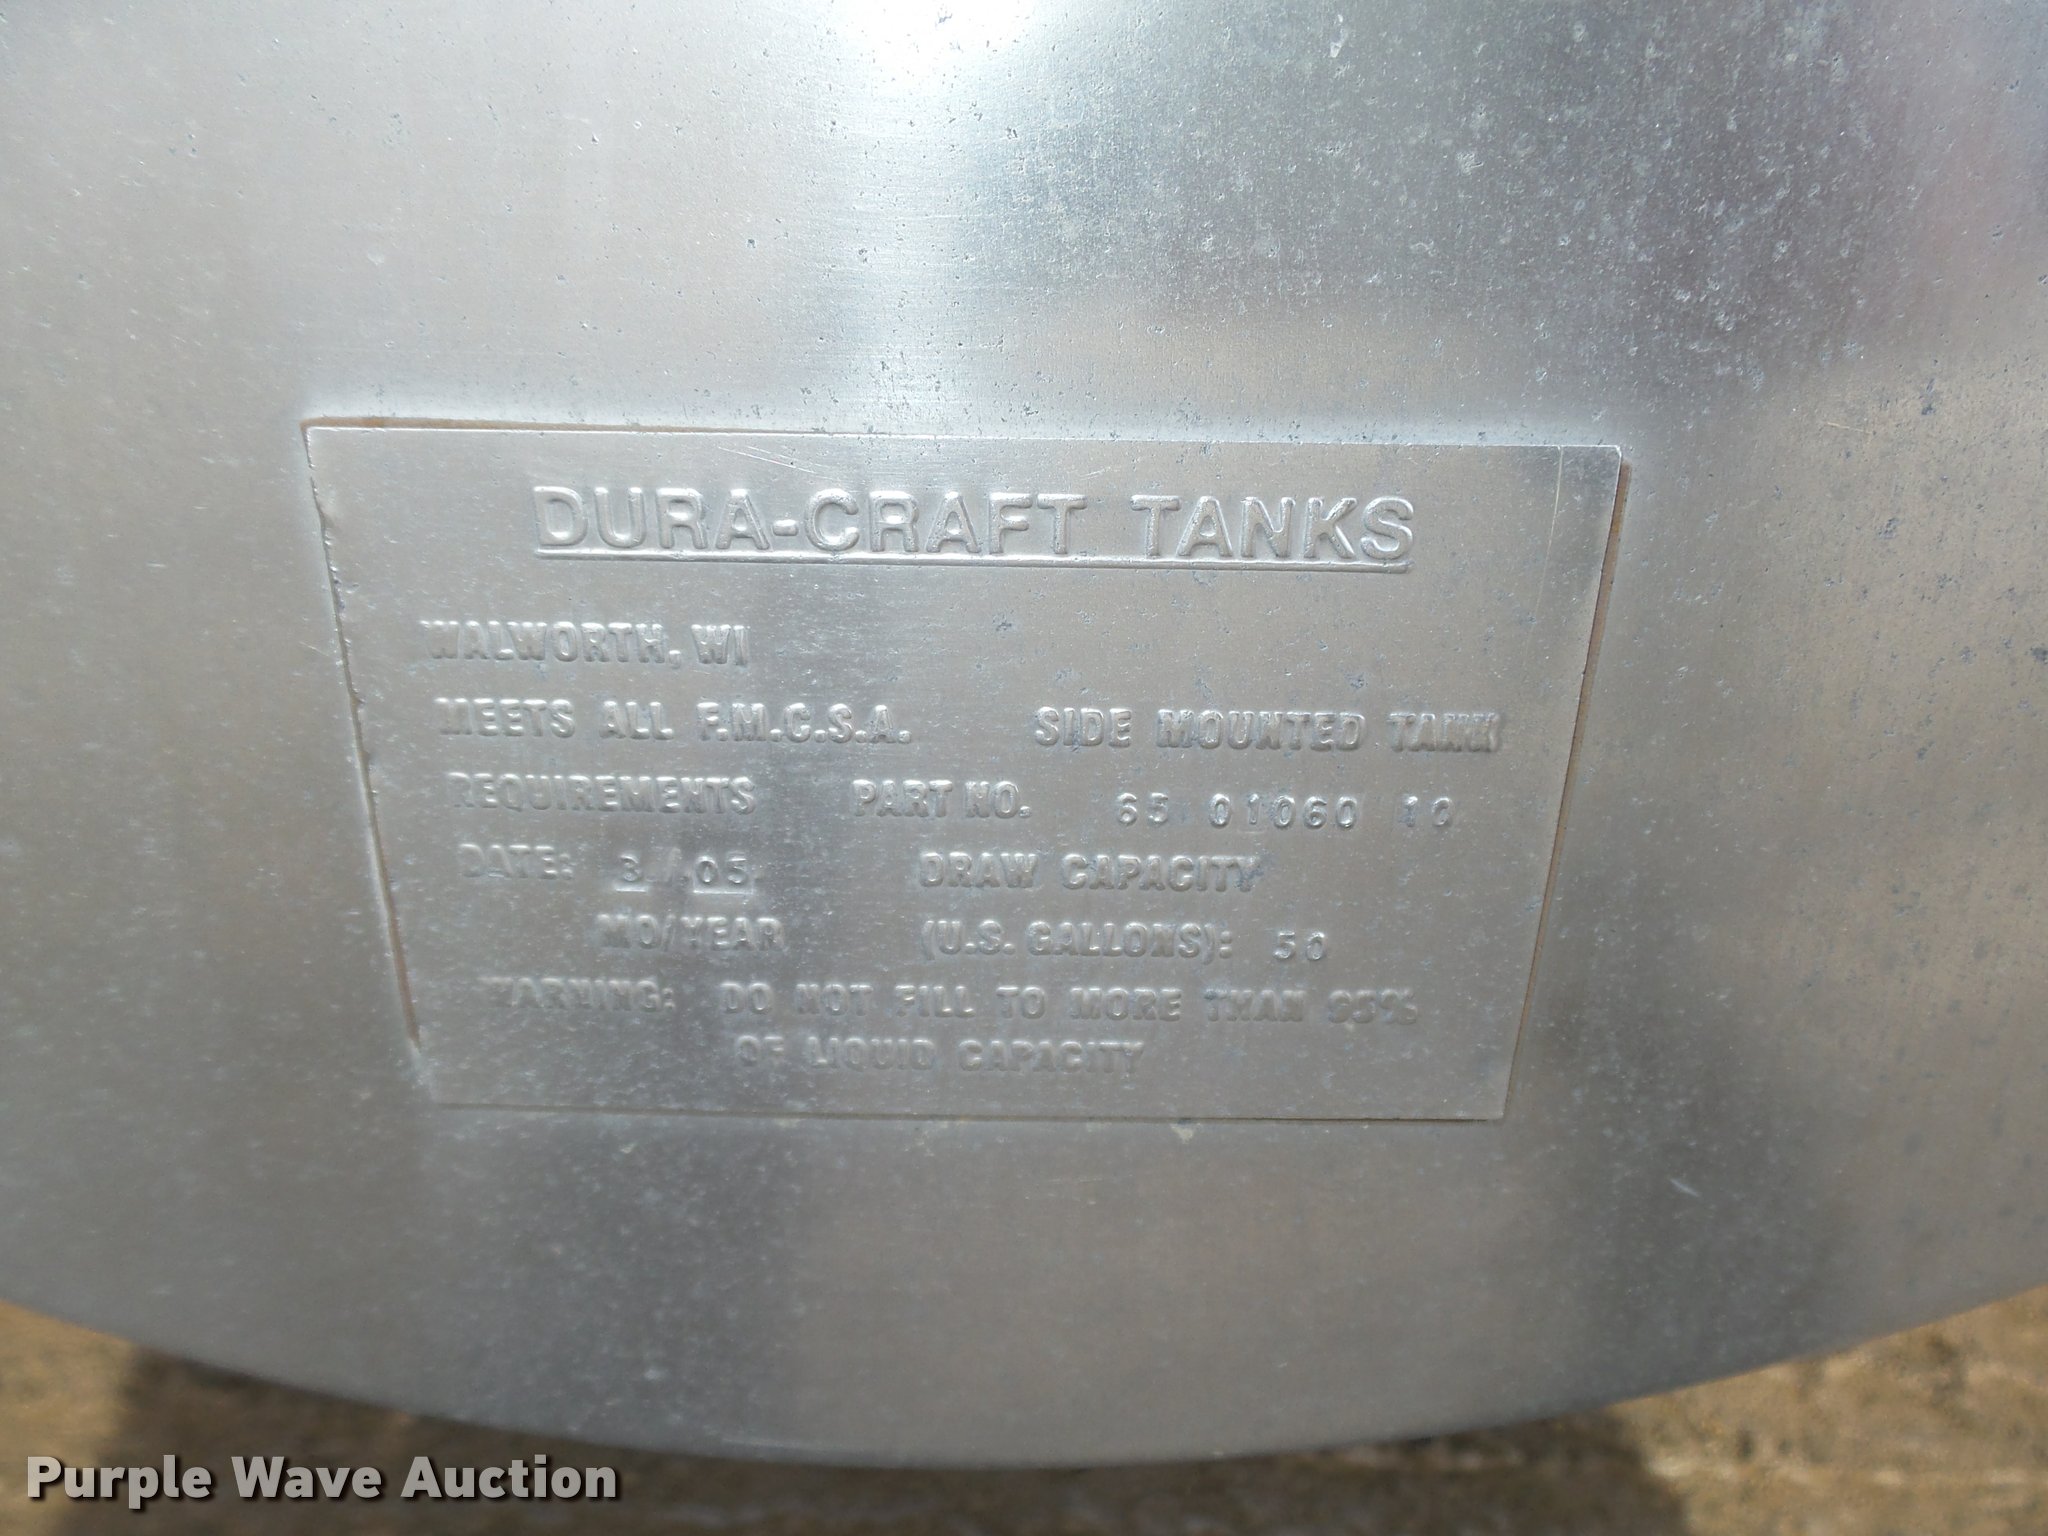 DURA-CRAFT TANKS
WALWORTH, WI
MEETS ALL F.M.C.S.A. SIDE MOUNTED TANK
REQUIREMENTS PART NO. 65 01060 10
DATE: 3/05 DRAW CAPACITY
MO/YEAR (U.S. GALLONS): 50
WARNING: DO NOT FILL TO MORE THAN 95%
OF LIQUID CAPACITY
Purple Wave Auction